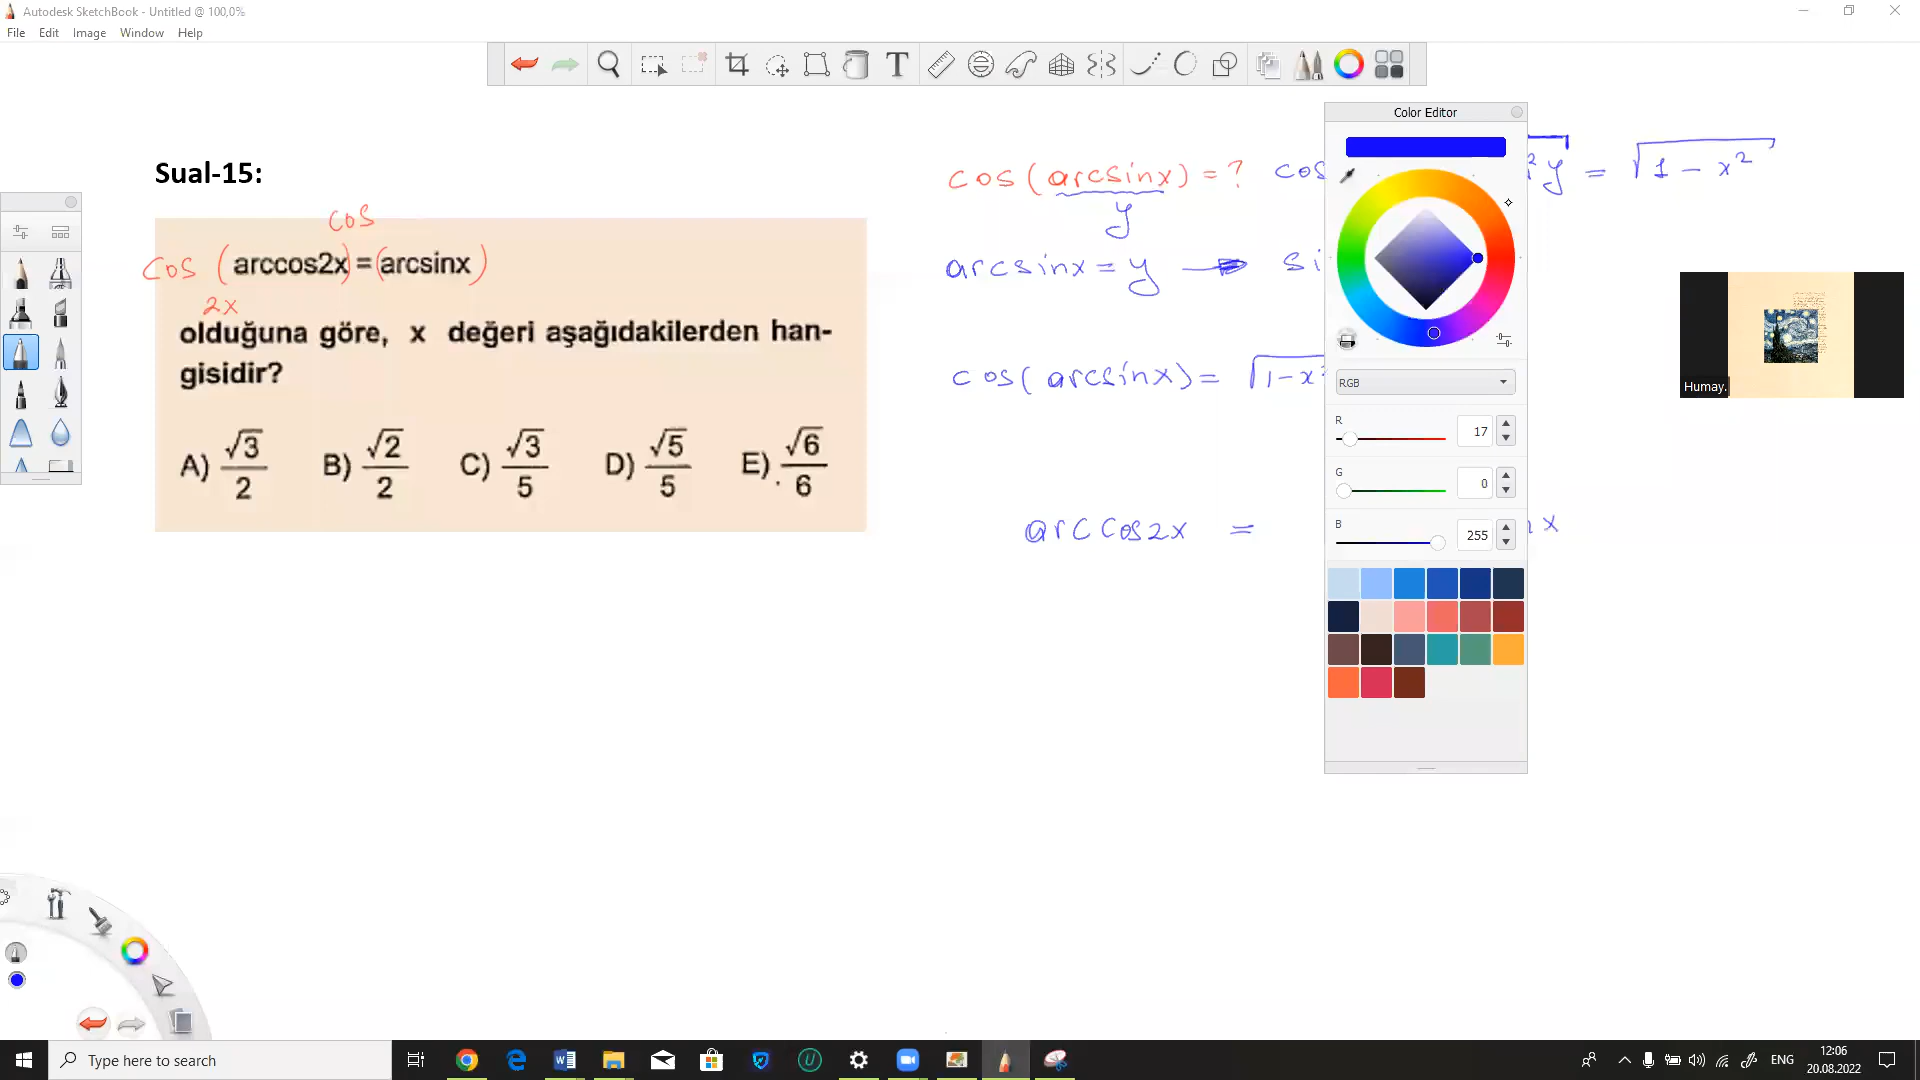 Autodesk SketchBook - Untitled @ 100,0%
File Edit Image Window Help
Color Editor
Sual-15:
cos
cos (arccos2x)=(arcsinx)
2x
olduğuna göre, x değeri aşağıdakilerden han-
gisidir?
A) √3/2 B) √2/2 C) √3/5 D) √5/5 E) √6/6
cos (arcsinx) = ? cos
y = √1 - x²
y
arcsinx = y → si
cos(arcsinx) = √1-x²
arccos2x = x
RGB
R 17
G 0
B 255
Humay.
Type here to search
ENG
12:06
20.08.2022